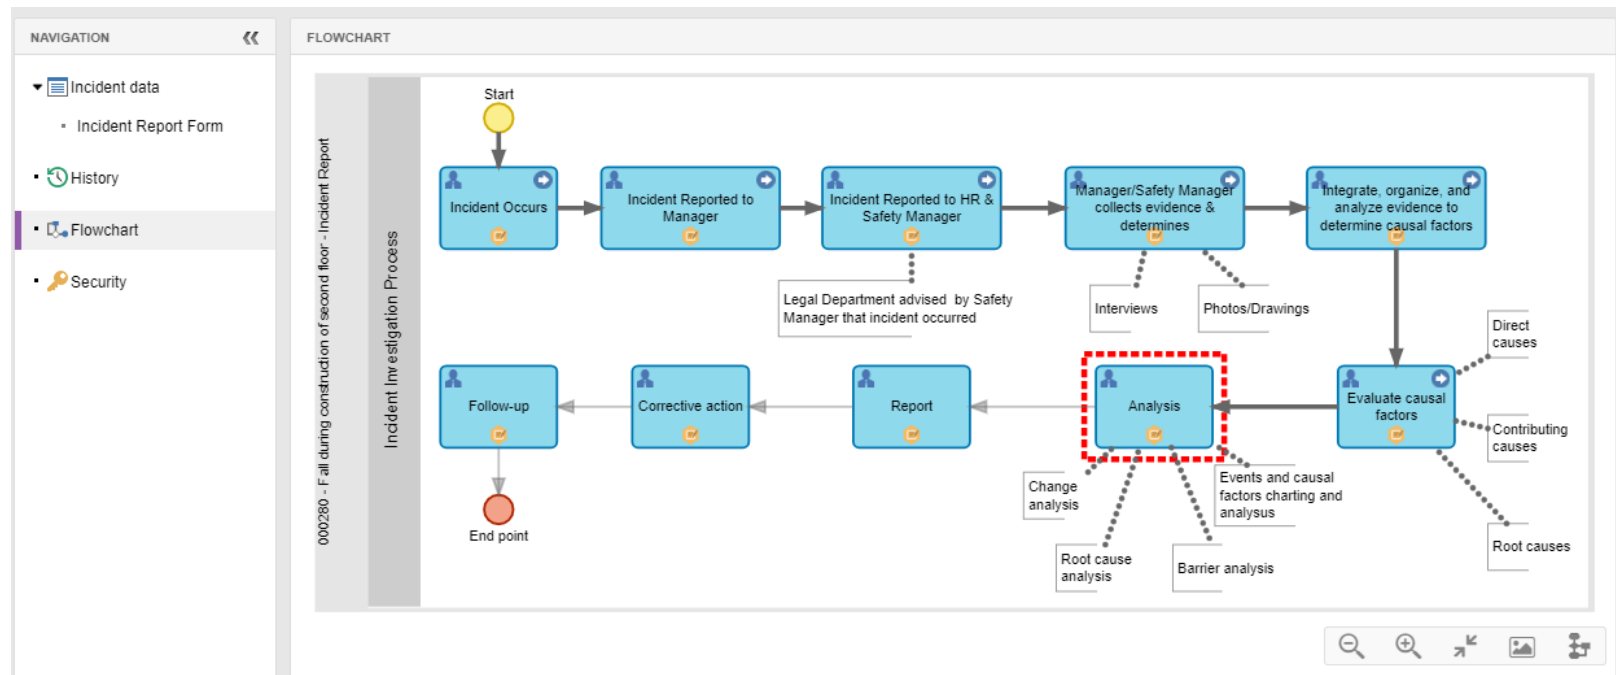 NAVIGATION
Incident data
Incident Report Form
History
Flowchart
Security
FLOWCHART
000280 - Fall during construction of second floor - Incident Report
Incident Investigation Process
Start
Incident Occurs
Incident Reported to
Manager
Incident Reported to HR &
Safety Manager
Manager/Safety Manager
collects evidence &
determines
Integrate, organize, and
analyze evidence to
determine causal factors
Legal Department advised  by Safety
Manager that incident occurred
Interviews
Photos/Drawings
Direct
causes
Evaluate causal
factors
Contributing
causes
Root causes
Analysis
Events and causal
factors charting and
analysus
Barrier analysis
Root cause
analysis
Change
analysis
Report
Corrective action
Follow-up
End point